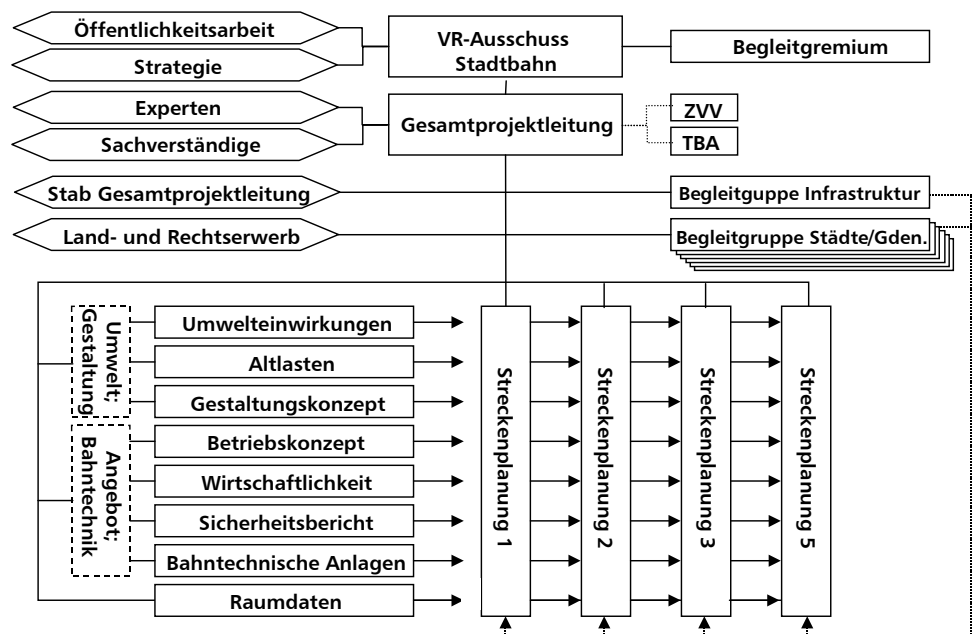 Öffentlichkeitsarbeit
Strategie
VR-Ausschuss
Stadtbahn
Begleitgremium
Experten
Sachverständige
Gesamtprojektleitung
ZVV
TBA
Stab Gesamtprojektleitung
Begleitguppe Infrastruktur
Land- und Rechtserwerb
Begleitgruppe Städte/Gden.
Umwelt;
Gestaltung
Angebot;
Bahntechnik
Umwelteinwirkungen
Altlasten
Gestaltungskonzept
Betriebskonzept
Wirtschaftlichkeit
Sicherheitsbericht
Bahntechnische Anlagen
Raumdaten
Streckenplanung 1
Streckenplanung 2
Streckenplanung 3
Streckenplanung 5